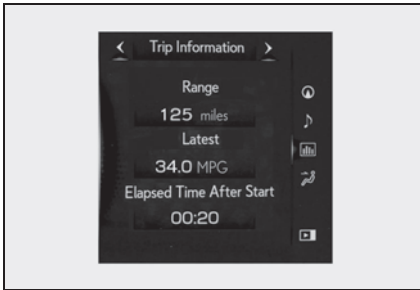 Trip Information
Range
125 miles
Latest
34.0 MPG
Elapsed Time After Start
00:20